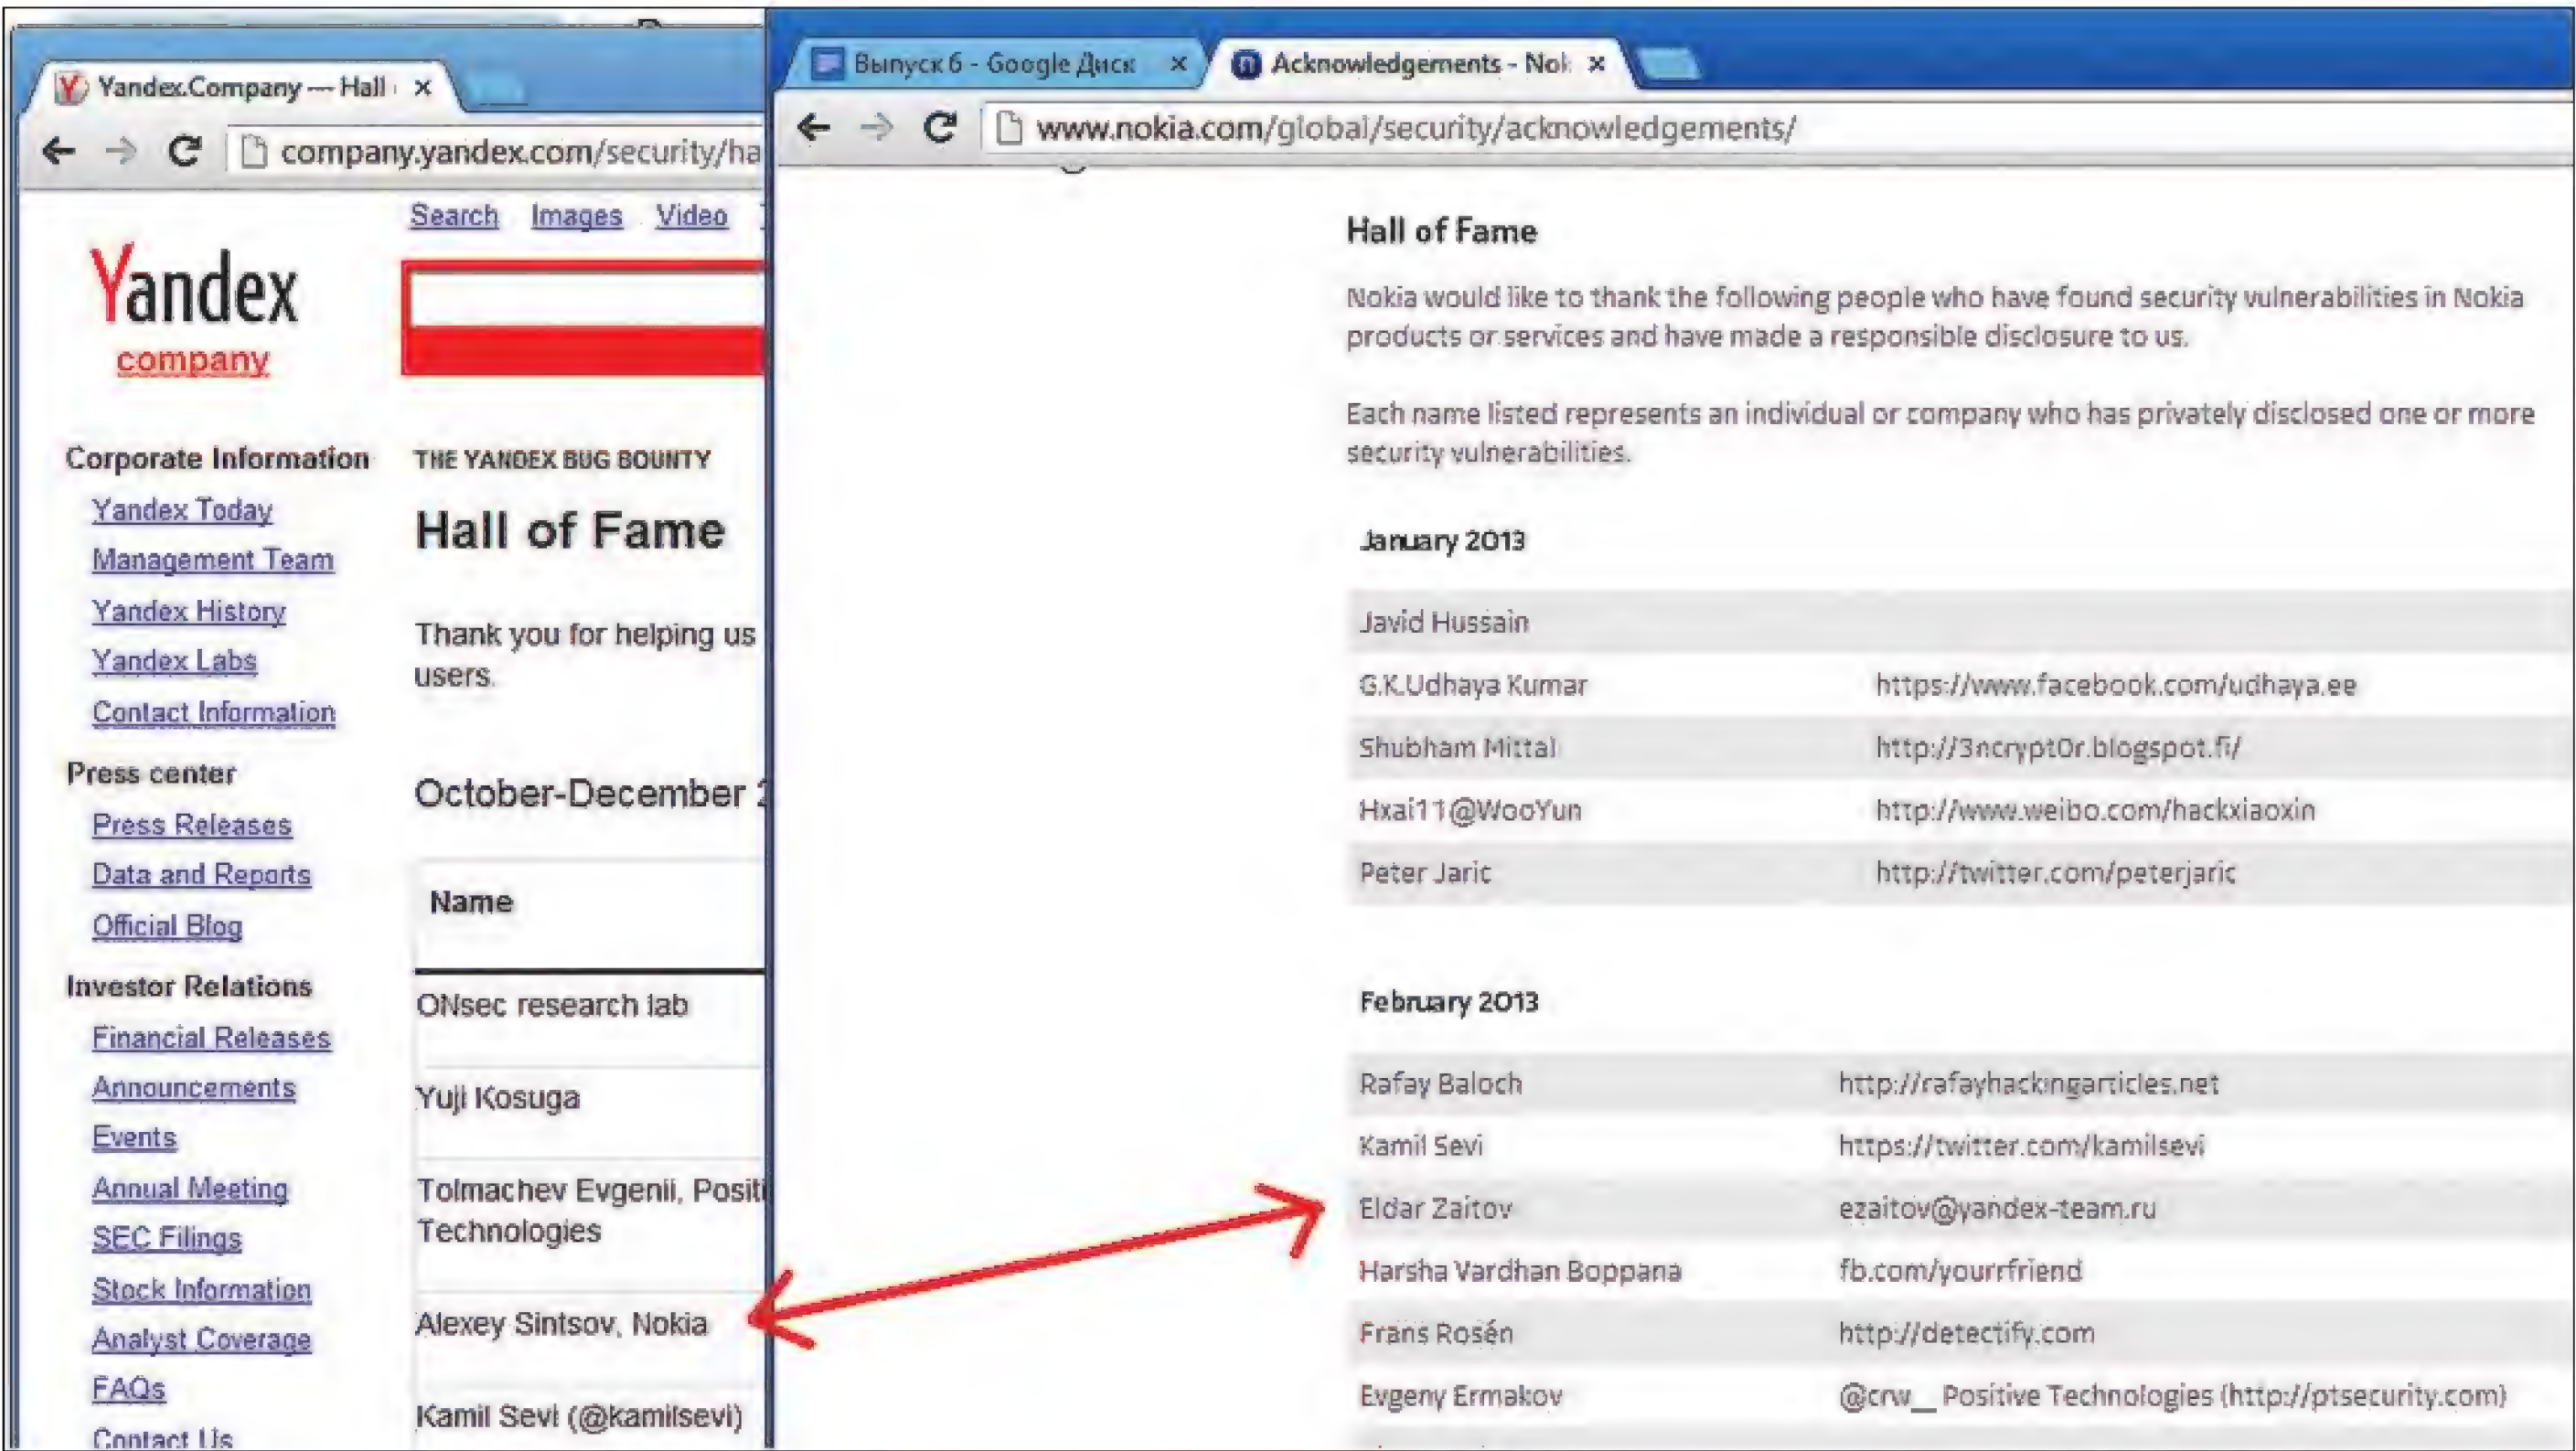 Yandex.Company — Hall
company.yandex.com/security/ha
Search Images Video
Yandex
company
Corporate Information
Yandex Today
Management Team
Yandex History
Yandex Labs
Contact Information
Press center
Press Releases
Data and Reports
Official Blog
Investor Relations
Financial Releases
Announcements
Events
Annual Meeting
SEC Filings
Stock Information
Analyst Coverage
FAQs
Contact Us
THE YANDEX BUG BOUNTY
Hall of Fame
Thank you for helping us
users.
October-December 2
Name
ONsec research lab
Yuji Kosuga
Tolmachev Evgenii, Positi
Technologies
Alexey Sintsov, Nokia
Kamil Sevi (@kamilsevi)
Выпуск 6 - Google Диск
Acknowledgements - Nok
www.nokia.com/global/security/acknowledgements/
Hall of Fame
Nokia would like to thank the following people who have found security vulnerabilities in Nokia
products or services and have made a responsible disclosure to us.
Each name listed represents an individual or company who has privately disclosed one or more
security vulnerabilities.
January 2013
Javid Hussain
G.K.Udhaya Kumar https://www.facebook.com/udhaya.ee
Shubham Mittal http://3ncrypt0r.blogspot.fi/
Hxai11@WooYun http://www.weibo.com/hackxiaoxin
Peter Jaric http://twitter.com/peterjaric
February 2013
Rafay Baloch http://rafayhackingarticles.net
Kamil Sevi https://twitter.com/kamilsevi
Eldar Zaitov ezaitov@yandex-team.ru
Harsha Vardhan Boppana fb.com/yourrfriend
Frans Rosén http://detectify.com
Evgeny Ermakov @crw__ Positive Technologies (http://ptsecurity.com)